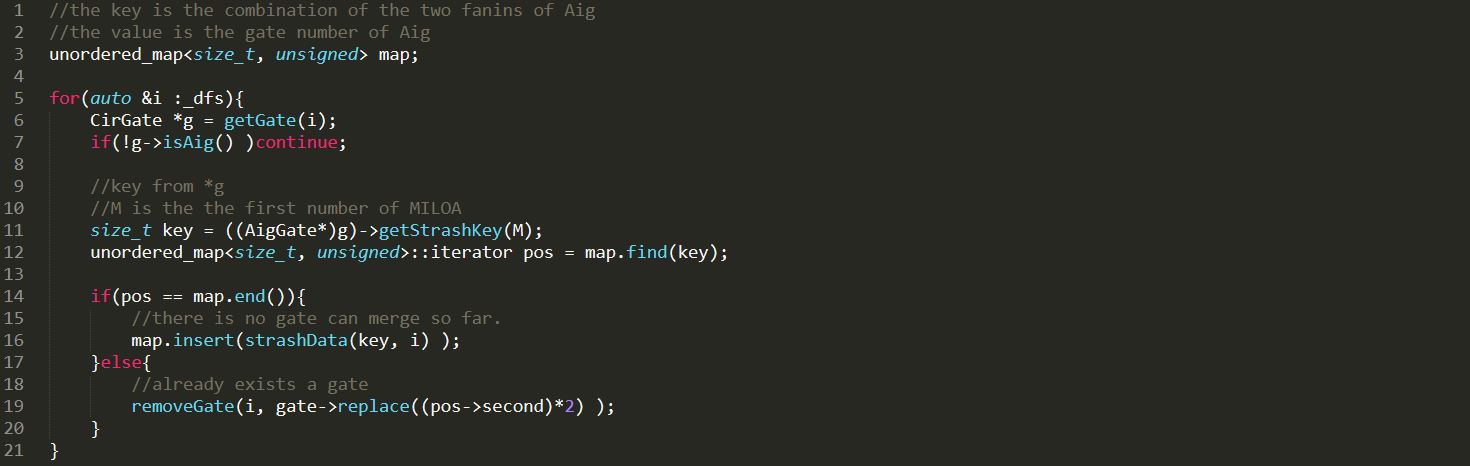 1 //the key is the combination of the two fanins of Aig
2 //the value is the gate number of Aig
3 unordered_map<size_t, unsigned> map;
4
5 for(auto &i :_dfs){
6     CirGate *g = getGate(i);
7     if(!g->isAig() )continue;
8
9     //key from *g
10     //M is the the first number of MILOA
11     size_t key = ((AigGate*)g)->getStrashKey(M);
12     unordered_map<size_t, unsigned>::iterator pos = map.find(key);
13
14     if(pos == map.end()){
15         //there is no gate can merge so far.
16         map.insert(strashData(key, i) );
17     }else{
18         //already exists a gate
19         removeGate(i, gate->replace((pos->second)*2) );
20     }
21 }